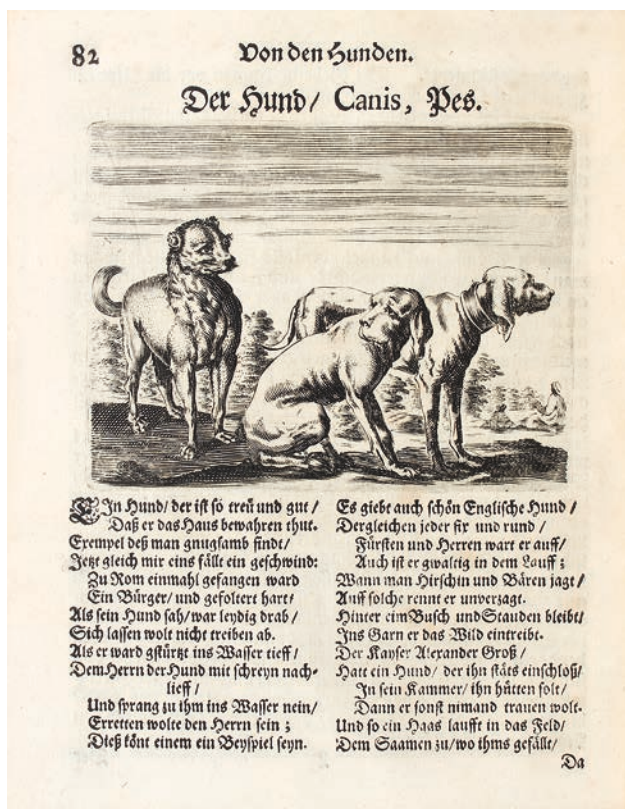 82
Von den Hunden.
Der Hund/ Canis, Pes.
EIn Hund/ der ist so treü und gut/
Daß er das Haus bewahren thut.
Exempel deß man gnugsamb findt/
Jetzt gleich mir eins fällt ein geschwind:
Zu Rom einmahl gefangen ward
Ein Bürger/ und gefoltert hart/
Als sein Hund sah/ war leydig drab/
Sich lassen wolt nicht treiben ab.
Als er ward gstürtzt ins Wasser tieff/
Dem Herrn der Hund mit schreyn nach-
lieff/
Und sprang zu ihm ins Wasser nein/
Erretten wolte den Herrn sein;
Dieß könt einem ein Beyspiel seyn.
Es giebt auch schön Englische Hund/
Dergleichen jeder fix und rund/
Fürsten und Herren wart er auff/
Auch ist er gwaltig in dem Lauff;
Wann man Hirschin und Bären jagt/
Auff solche rennt er unverzagt.
Hinter eim Busch und Stauden bleibt/
Ins Garn er das Wild eintreibt.
Der Kayser Alexander Groß/
Hatt ein Hund/ der ihn stäts einschloß/
In sein Kammer/ ihn hütten solt/
Dann er sonst nimand trauen wolt.
Und so ein Haas laufft in das Feld/
Dem Saamen zu/ wo ihms gefällt/
Da